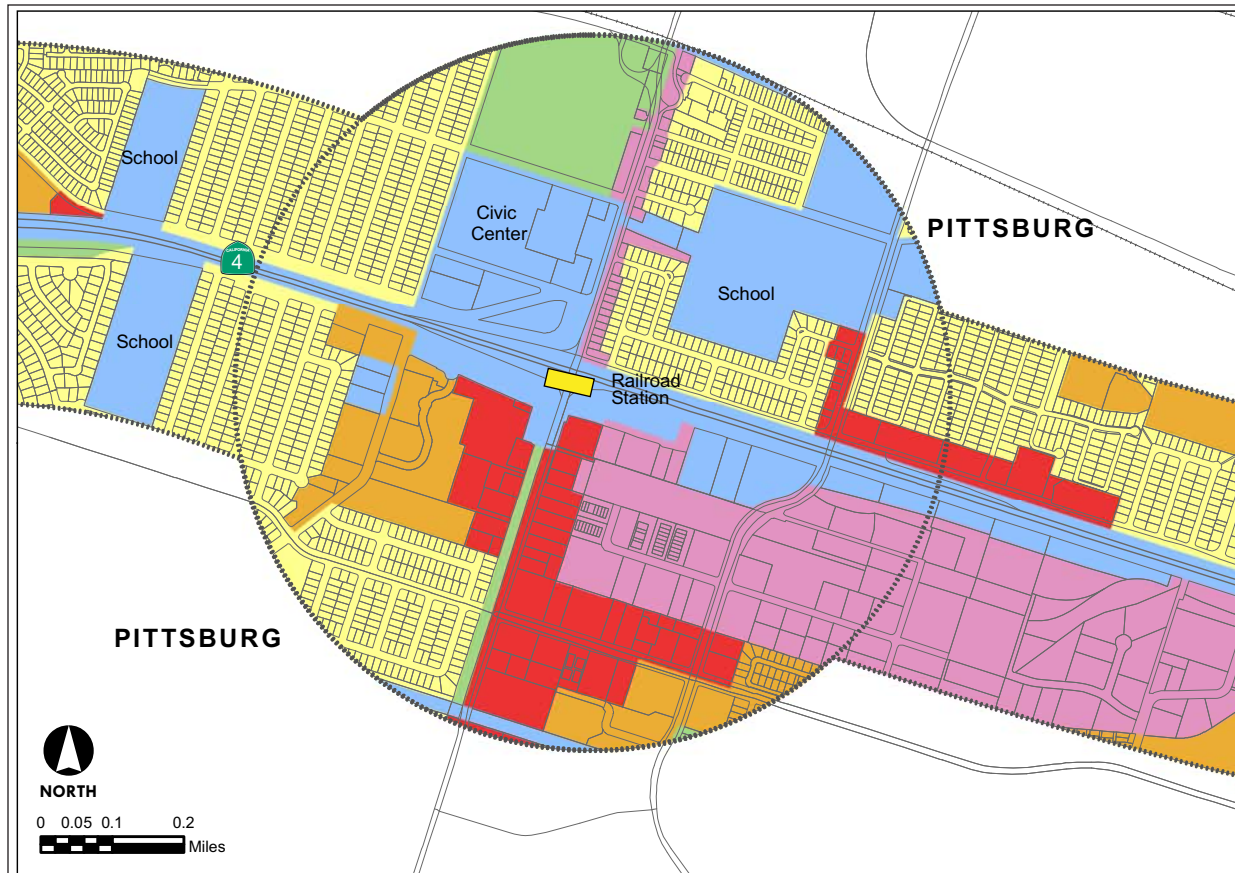 School
Civic
Center
PITTSBURG
CALIFORNIA
4
School
School
Railroad
Station
PITTSBURG
NORTH
0 0.05 0.1 0.2
Miles